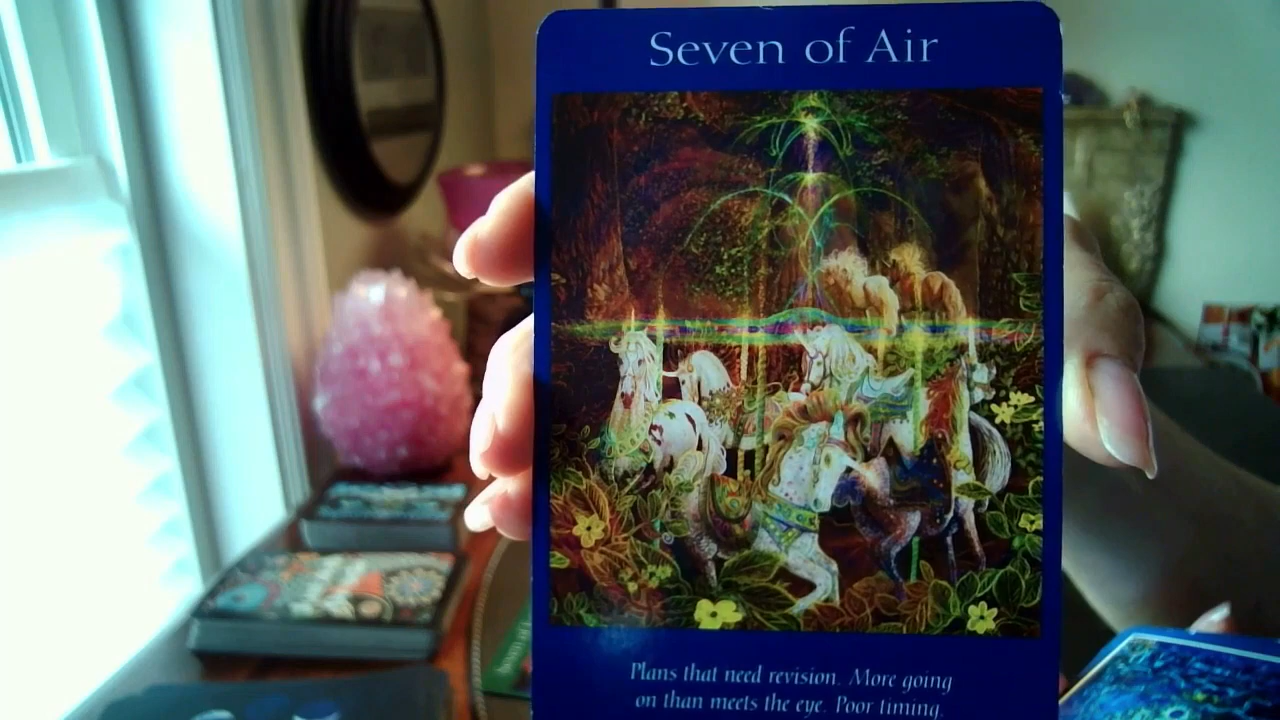 Seven of Air
Plans that need revision. More going
on than meets the eye. Poor timing.